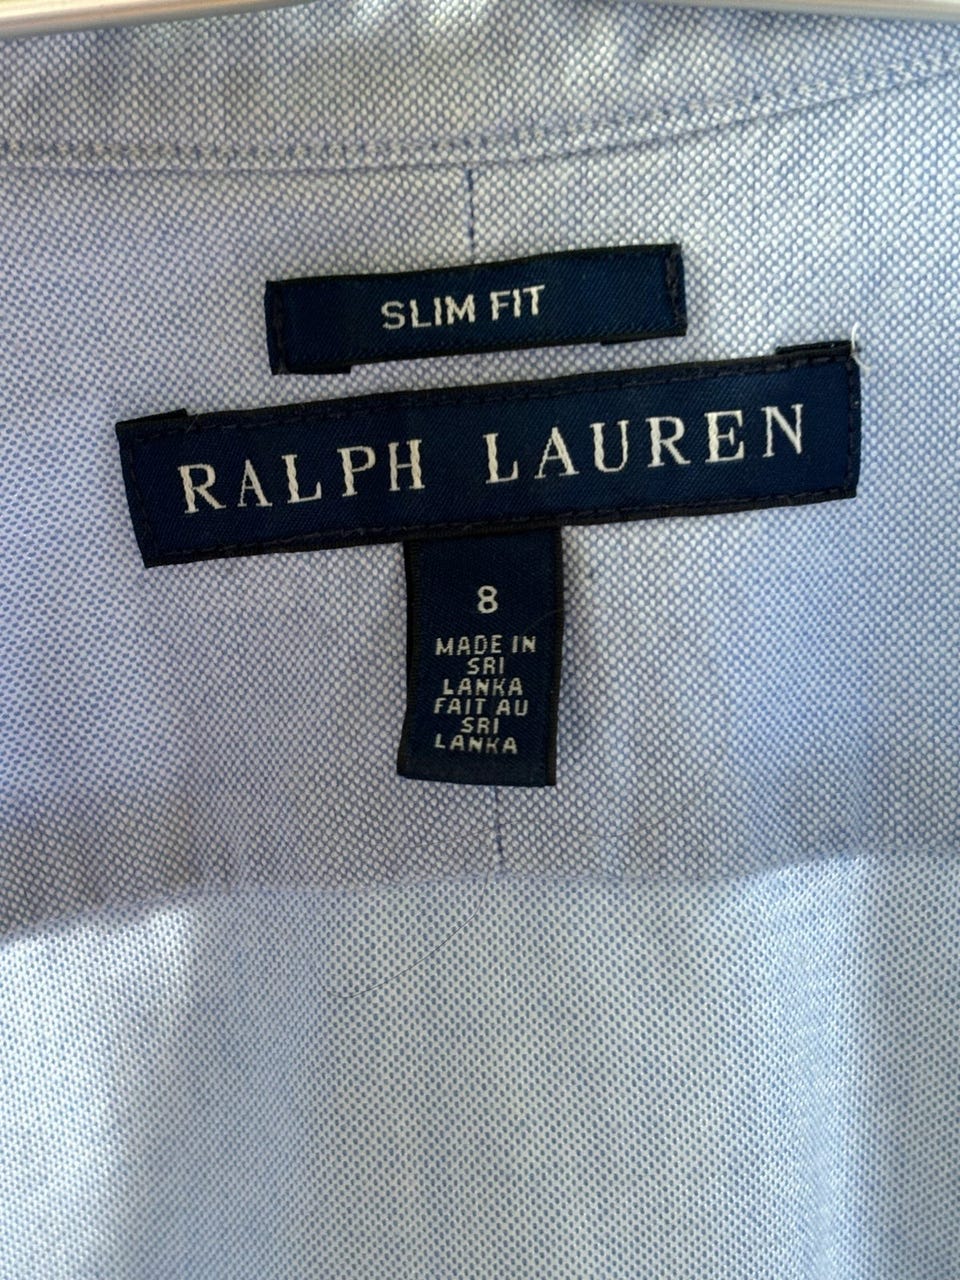 SLIM FIT
RALPH LAUREN
8
MADE IN
SRI
LANKA
FAIT AU
SRI
LANKA